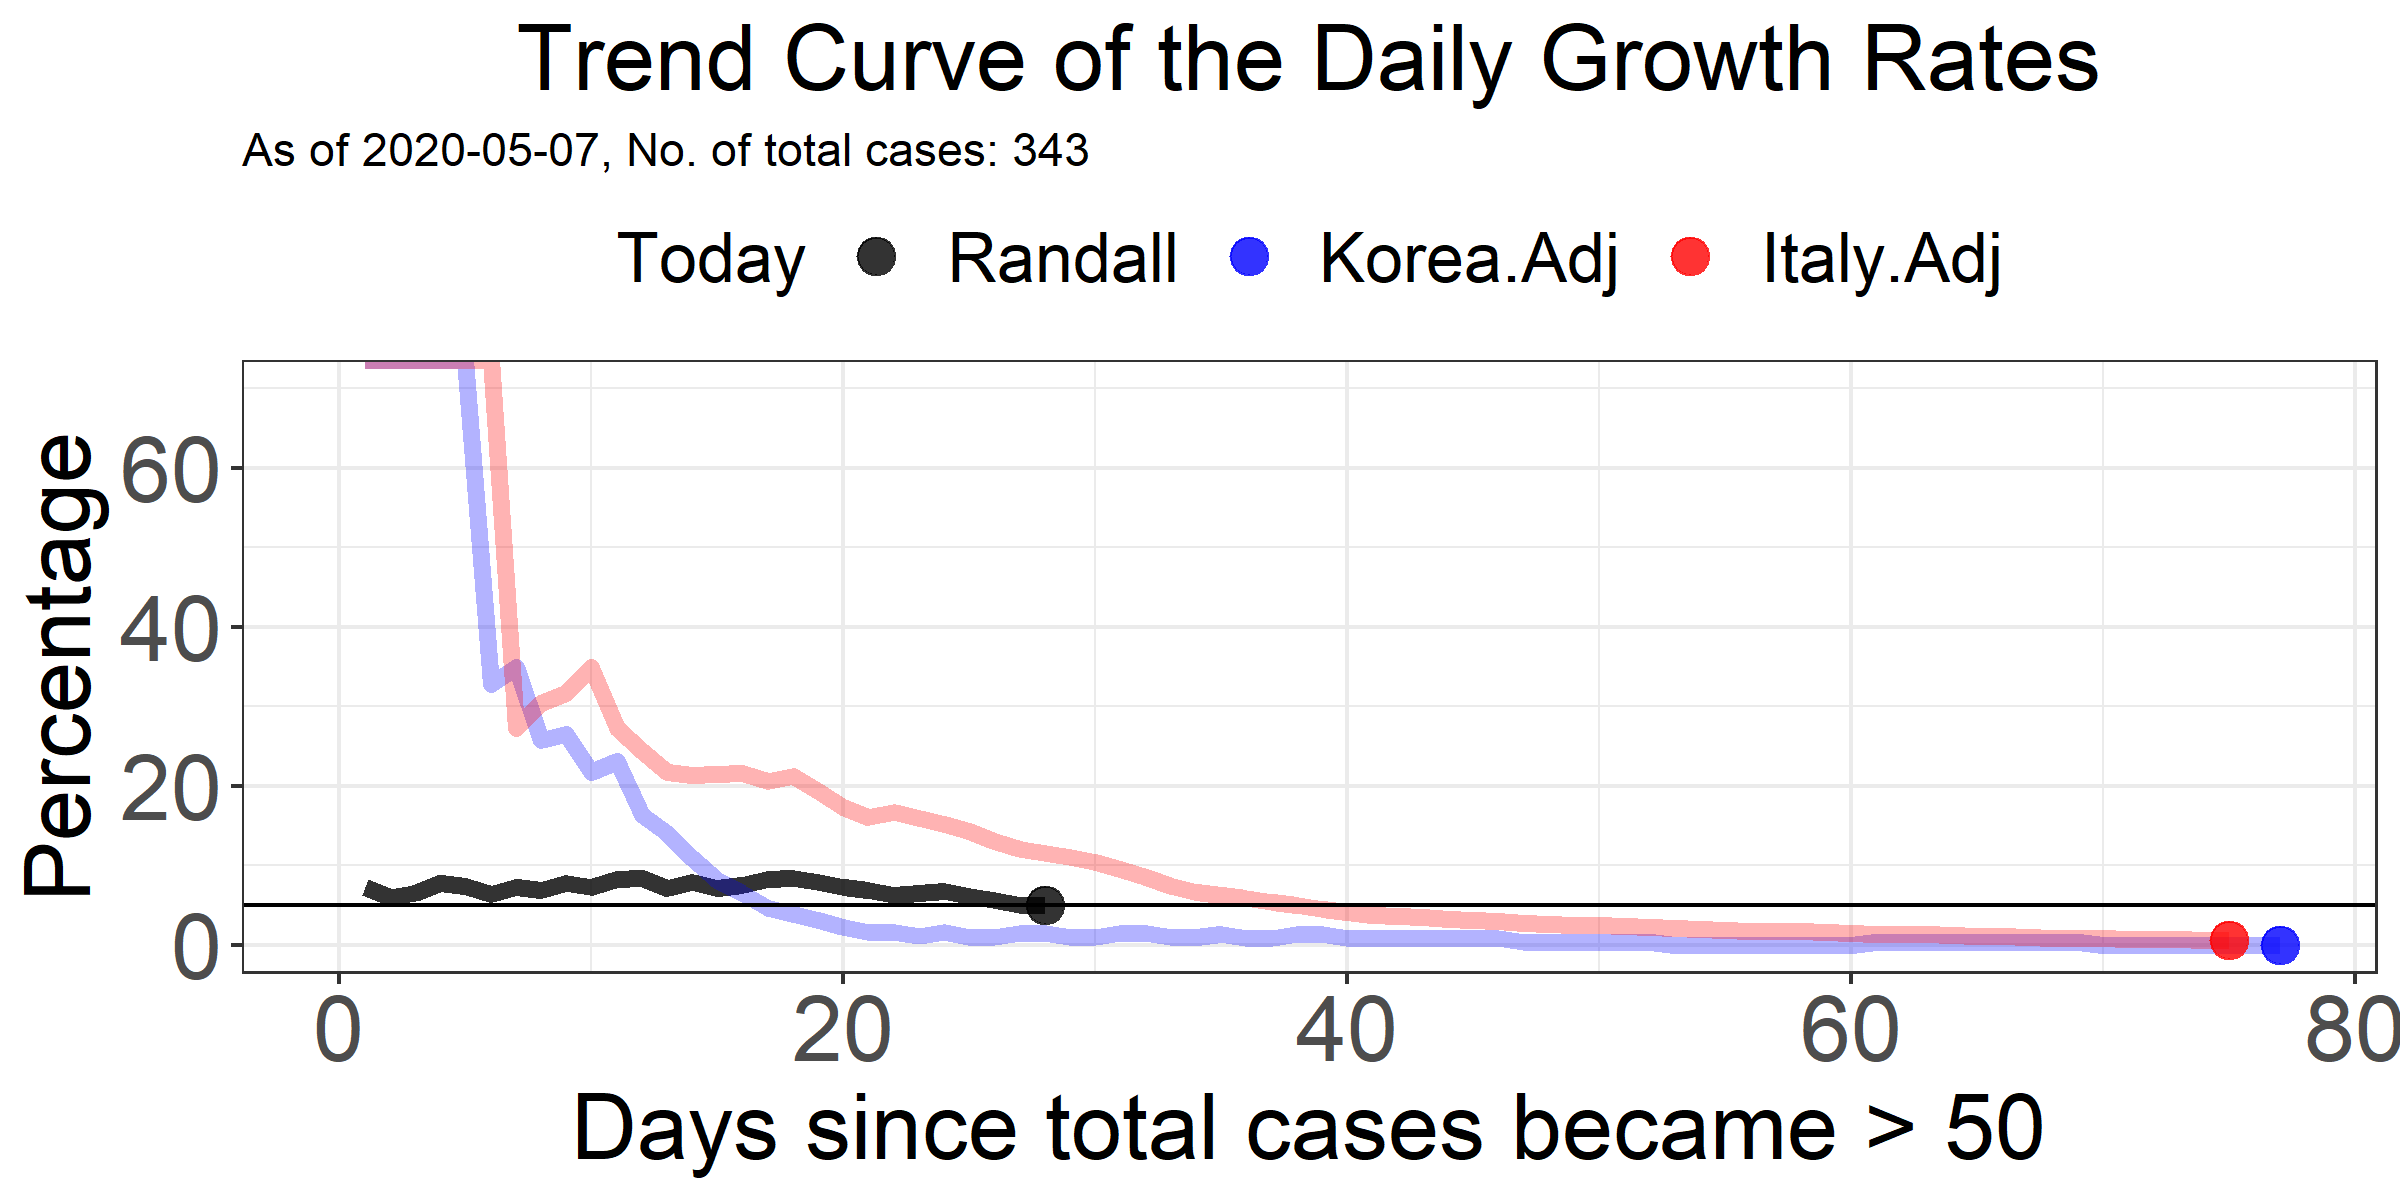 Trend Curve of the Daily Growth Rates
As of 2020-05-07, No. of total cases: 343
Today Randall Korea.Adj Italy.Adj
Percentage
60
40
20
0
0 20 40 60 80
Days since total cases became > 50